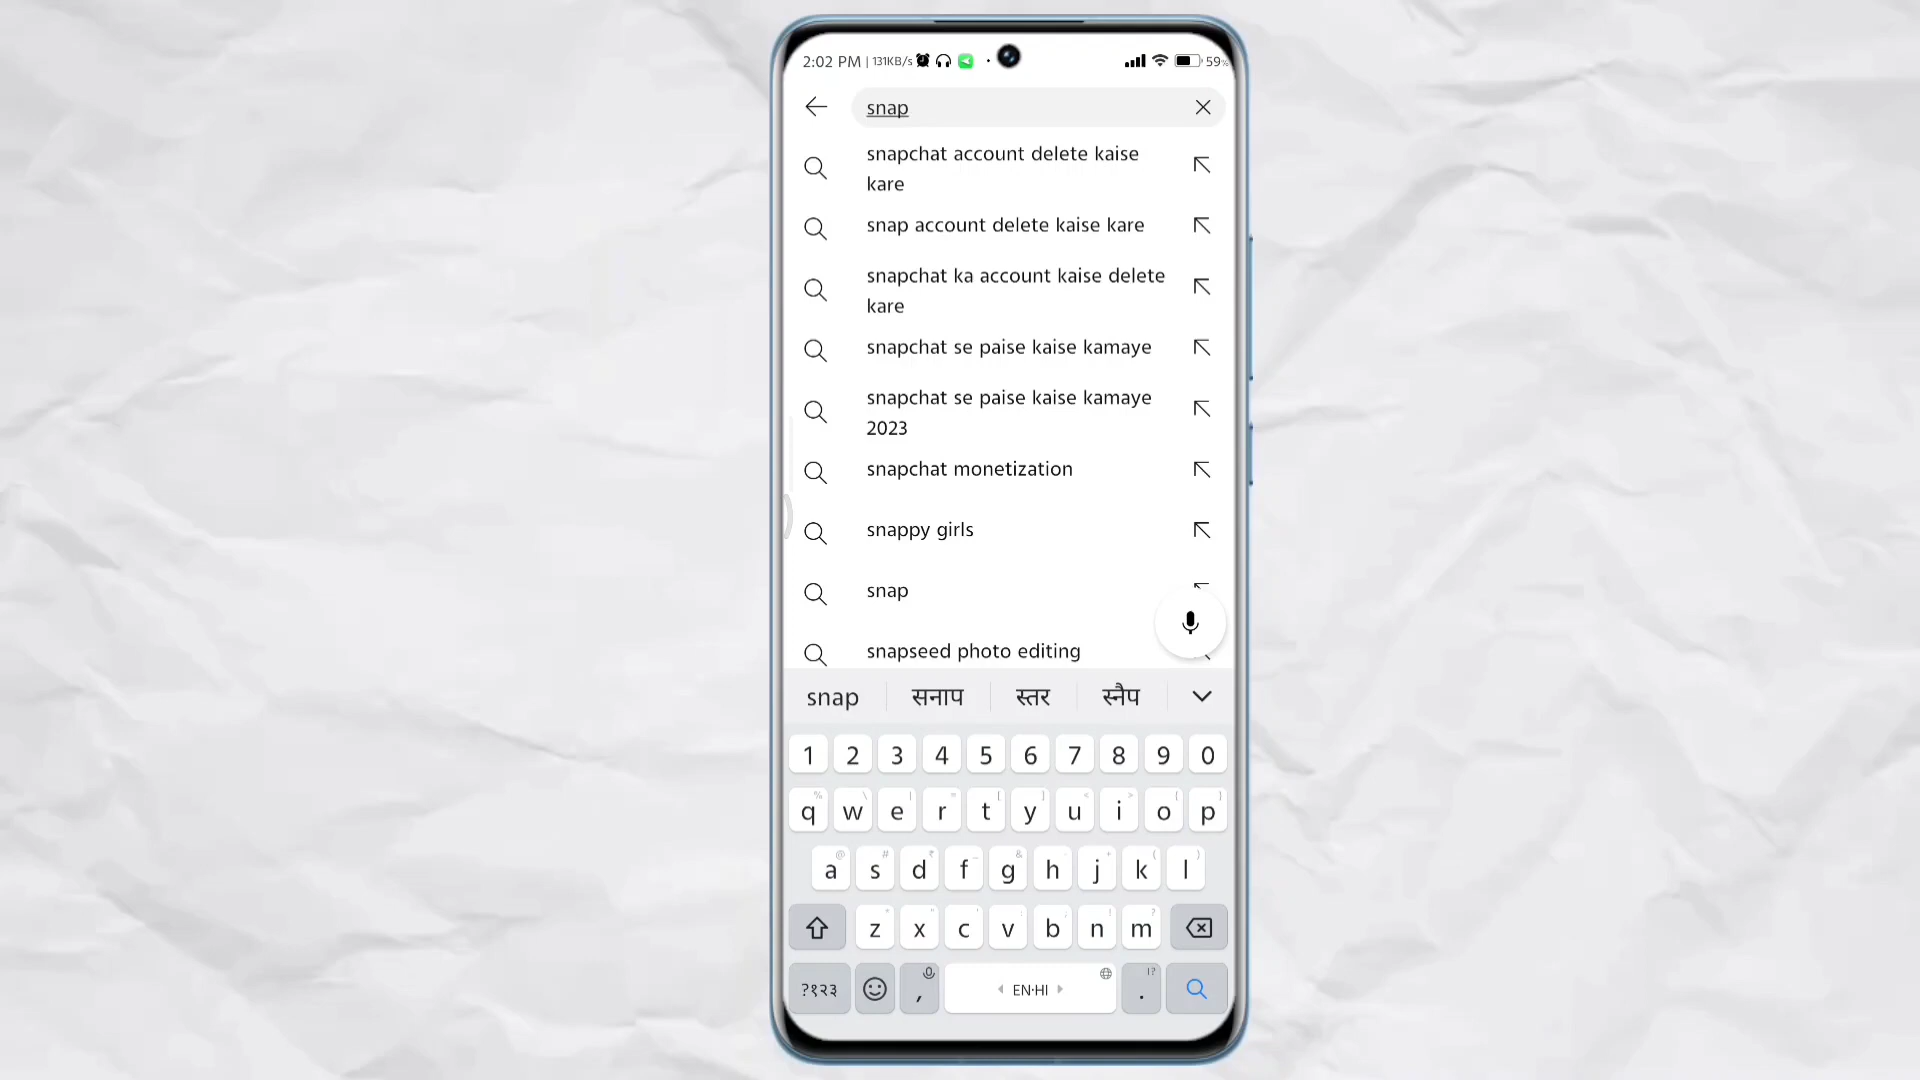 2:02 PM | 131KB/s 59%
snap
snapchat account delete kaise
kare
snap account delete kaise kare
snapchat ka account kaise delete
kare
snapchat se paise kaise kamaye
snapchat se paise kaise kamaye
2023
snapchat monetization
snappy girls
snap
snapseed photo editing
snap सनाप स्तर स्नैप
1 2 3 4 5 6 7 8 9 0
q w e r t y u i o p
a s d f g h j k l
z x c v b n m
?१२३ , EN·HI .